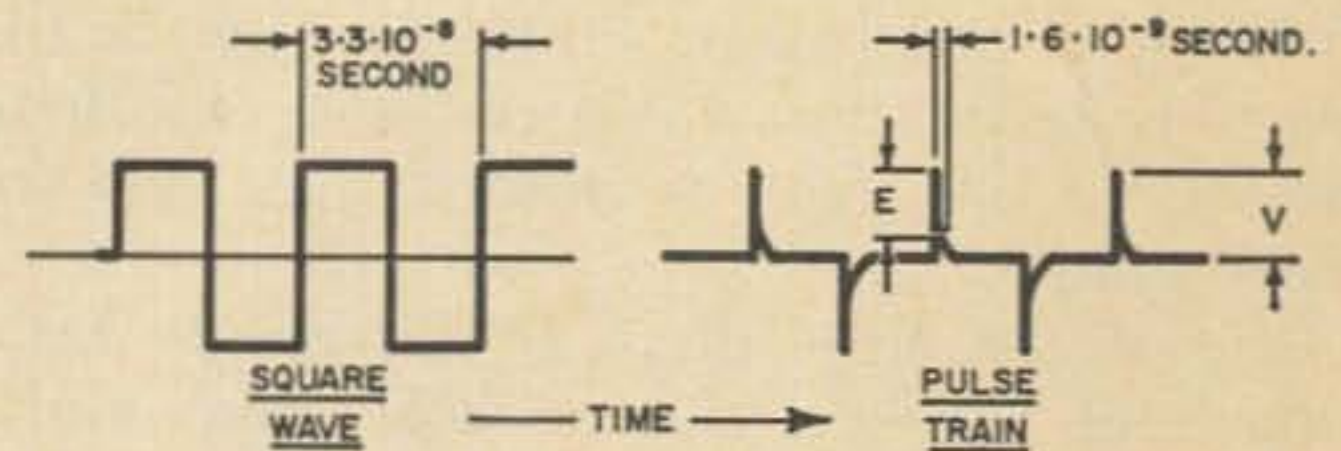 3·3·10⁻⁸
SECOND
1·6·10⁻⁹ SECOND.
E
V
SQUARE
WAVE
TIME
PULSE
TRAIN